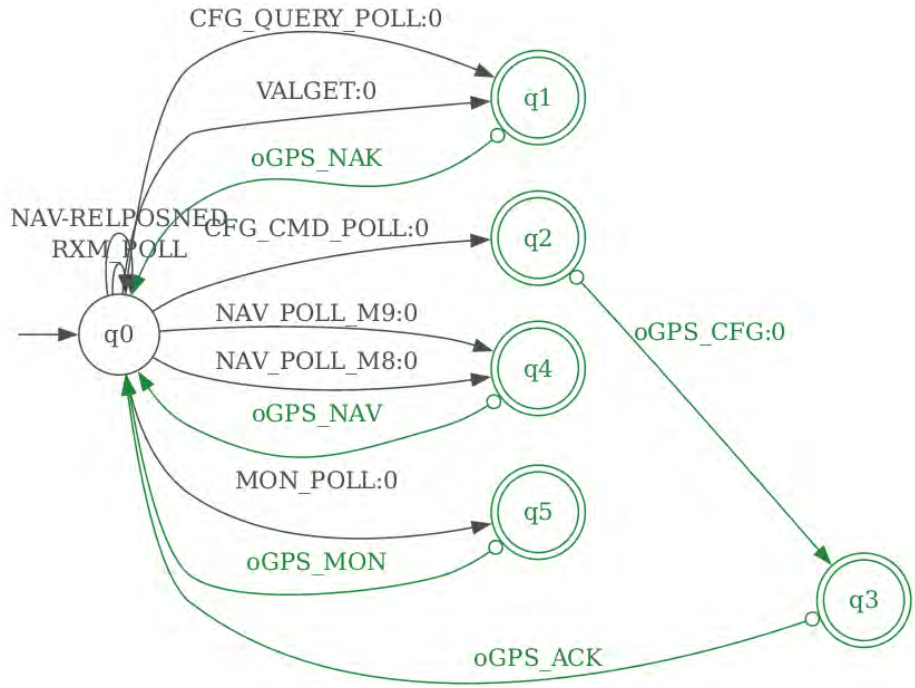 CFG_QUERY_POLL:0
q1
VALGET:0
oGPS_NAK
NAV-RELPOSNED
CFG_CMD_POLL:0
q2
RXM_POLL
q0
NAV_POLL_M9:0
oGPS_CFG:0
NAV_POLL_M8:0
q4
oGPS_NAV
MON_POLL:0
q5
oGPS_MON
q3
oGPS_ACK